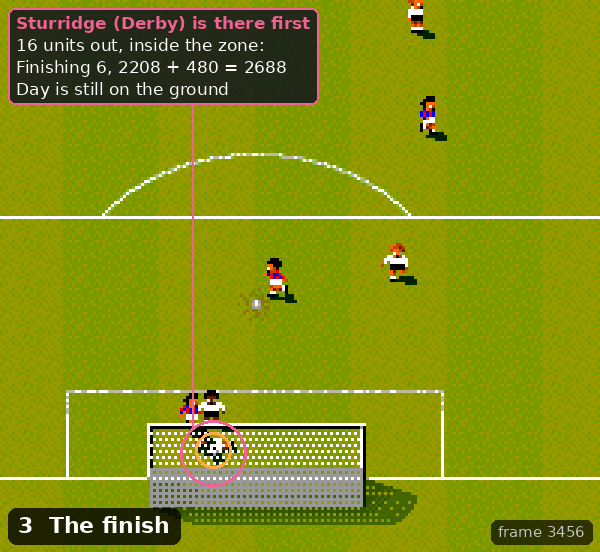 Sturridge (Derby) is there first
16 units out, inside the zone:
Finishing 6, 2208 + 480 = 2688
Day is still on the ground
3 The finish
frame 3456